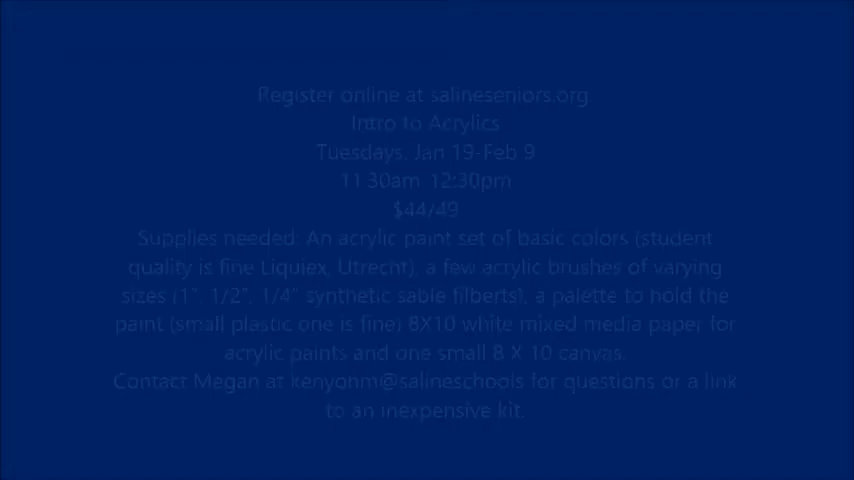 Register online at salineseniors.org
Intro to Acrylics
Tuesdays, Jan 19-Feb 9
11:30am-12:30pm
$44/49
Supplies needed: An acrylic paint set of basic colors (student
quality is fine Liquiex, Utrecht), a few acrylic brushes of varying
sizes (1", 1/2", 1/4" synthetic sable filberts), a palette to hold the
paint (small plastic one is fine) 8X10 white mixed media paper for
acrylic paints and one small 8 X 10 canvas.
Contact Megan at kenyonm@salineschools for questions or a link
to an inexpensive kit.